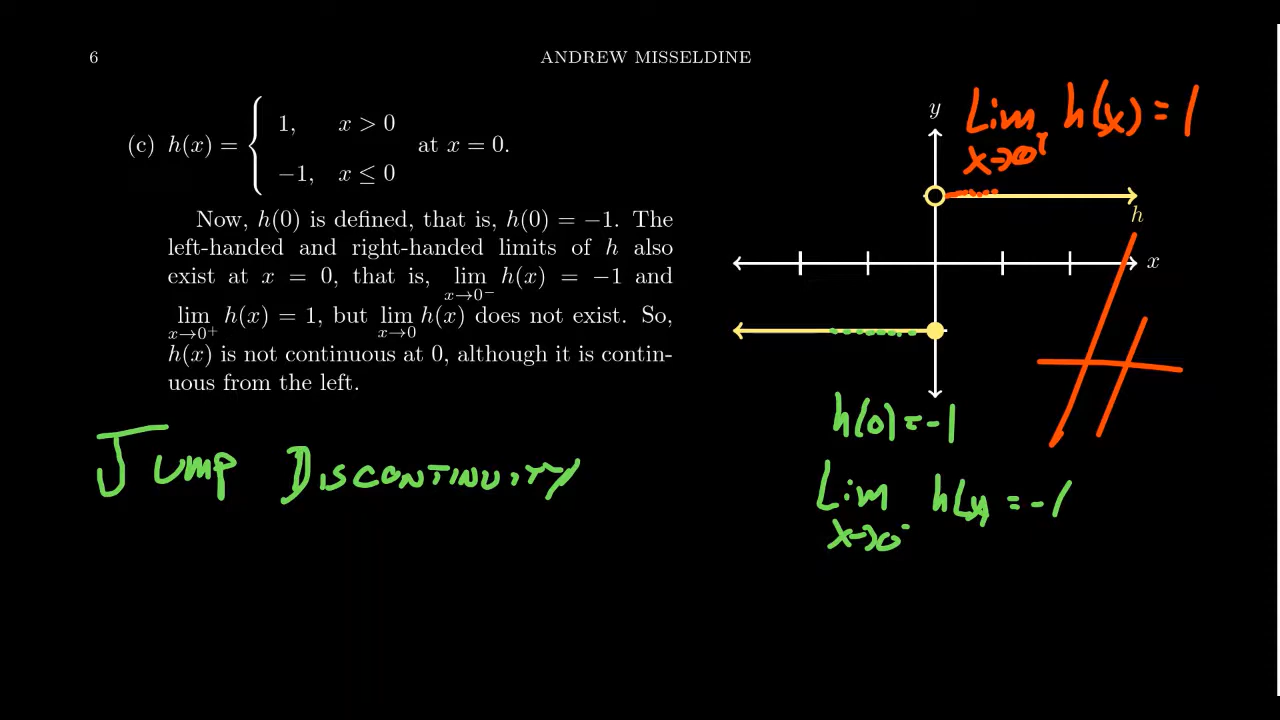 6 ANDREW MISSELDINE
(c) h(x) = { 1, x > 0
−1, x ≤ 0 at x = 0.
Now, h(0) is defined, that is, h(0) = −1. The
left-handed and right-handed limits of h also
exist at x = 0, that is, lim x→0⁻ h(x) = −1 and
lim x→0⁺ h(x) = 1, but lim x→0 h(x) does not exist. So,
h(x) is not continuous at 0, although it is contin-
uous from the left.
JUMP DISCONTINUITY
y
Lim x→0⁺ h(x) = 1
h
x
h(0) = -1
Lim x→0⁻ h(x) = -1